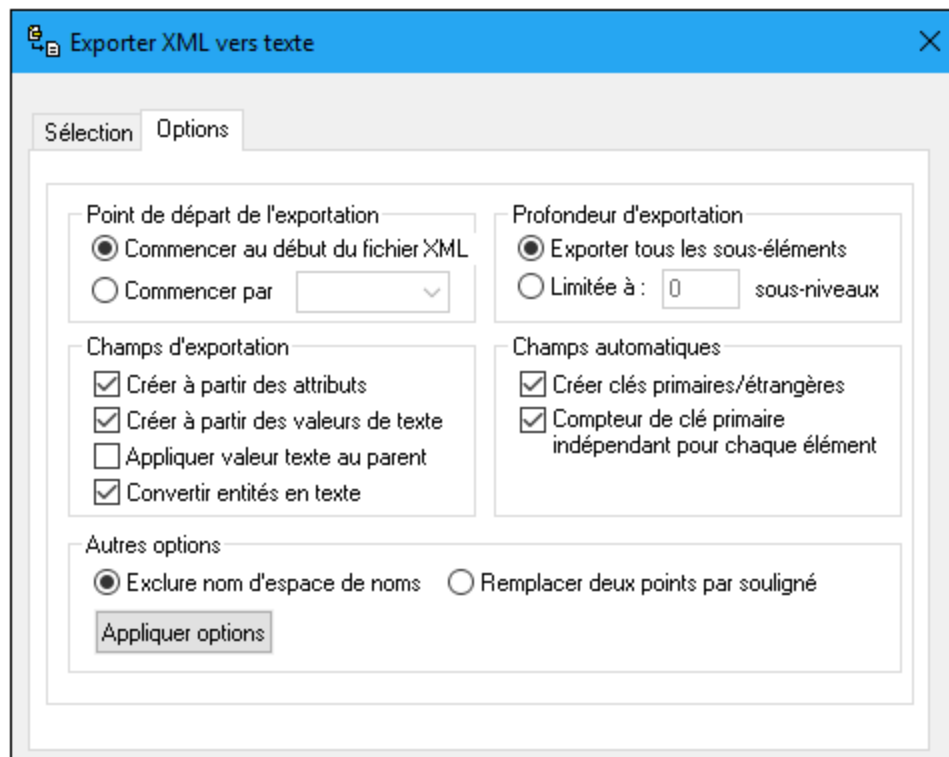 Exporter XML vers texte
Sélection
Options
Point de départ de l'exportation
Commencer au début du fichier XML
Commencer par
Profondeur d'exportation
Exporter tous les sous-éléments
Limitée à : 0 sous-niveaux
Champs d'exportation
Créer à partir des attributs
Créer à partir des valeurs de texte
Appliquer valeur texte au parent
Convertir entités en texte
Champs automatiques
Créer clés primaires/étrangères
Compteur de clé primaire
indépendant pour chaque élément
Autres options
Exclure nom d'espace de noms
Remplacer deux points par souligné
Appliquer options